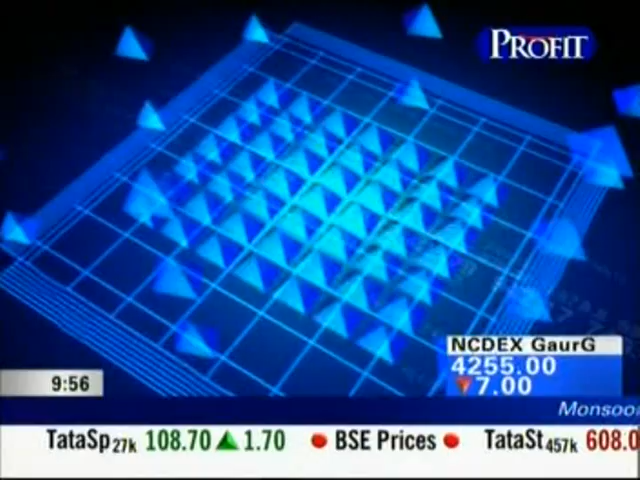 PROFIT
NCDEX GaurG
4255.00
▼7.00
9:56
Monsoo
TataSp 27k 108.70 ▲ 1.70 ● BSE Prices ● TataSt 457k 608.0